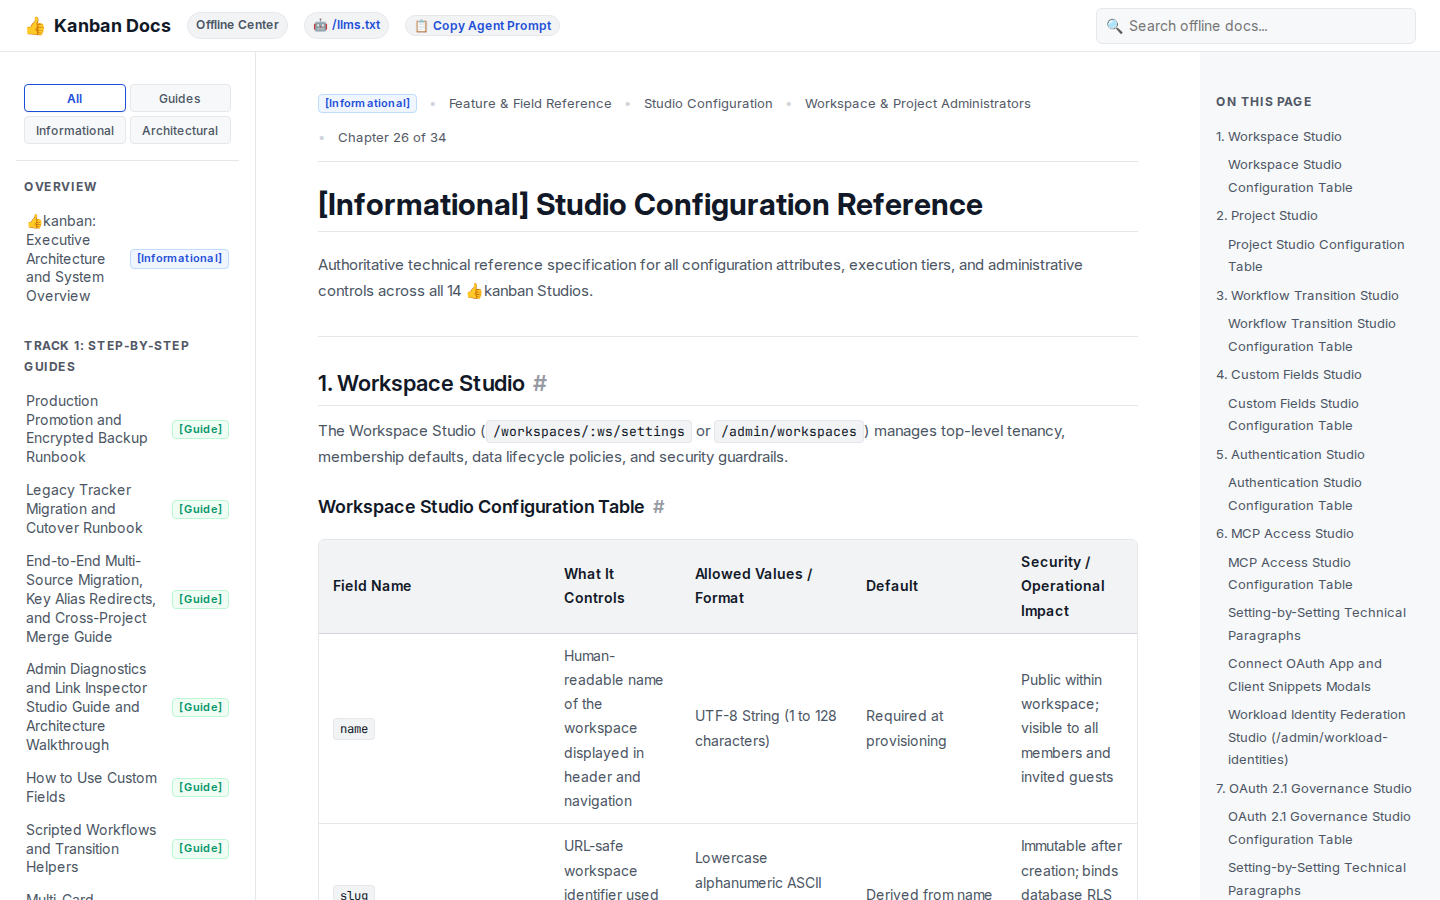 👍 Kanban Docs
Offline Center
🤖 /llms.txt
📋 Copy Agent Prompt
🔍 Search offline docs...
All
Guides
Informational
Architectural
OVERVIEW
👍kanban:
Executive
Architecture
and System
Overview
[Informational]
TRACK 1: STEP-BY-STEP
GUIDES
Production
Promotion and
Encrypted Backup
Runbook
[Guide]
Legacy Tracker
Migration and
Cutover Runbook
[Guide]
End-to-End Multi-
Source Migration,
Key Alias Redirects,
and Cross-Project
Merge Guide
[Guide]
Admin Diagnostics
and Link Inspector
Studio Guide and
Architecture
Walkthrough
[Guide]
How to Use Custom
Fields
[Guide]
Scripted Workflows
and Transition
Helpers
[Guide]
Multi-Card
[Informational] • Feature & Field Reference • Studio Configuration • Workspace & Project Administrators
• Chapter 26 of 34
[Informational] Studio Configuration Reference
Authoritative technical reference specification for all configuration attributes, execution tiers, and administrative
controls across all 14 👍kanban Studios.
1. Workspace Studio #
The Workspace Studio ( /workspaces/:ws/settings or /admin/workspaces ) manages top-level tenancy,
membership defaults, data lifecycle policies, and security guardrails.
Workspace Studio Configuration Table #
Field Name
What It
Controls
Allowed Values /
Format
Default
Security /
Operational
Impact
name
Human-
readable name
of the
workspace
displayed in
header and
navigation
UTF-8 String (1 to 128
characters)
Required at
provisioning
Public within
workspace;
visible to all
members and
invited guests
slug
URL-safe
workspace
identifier used
Lowercase
alphanumeric ASCII
Derived from name
Immutable after
creation; binds
database RLS
ON THIS PAGE
1. Workspace Studio
Workspace Studio
Configuration Table
2. Project Studio
Project Studio Configuration
Table
3. Workflow Transition Studio
Workflow Transition Studio
Configuration Table
4. Custom Fields Studio
Custom Fields Studio
Configuration Table
5. Authentication Studio
Authentication Studio
Configuration Table
6. MCP Access Studio
MCP Access Studio
Configuration Table
Setting-by-Setting Technical
Paragraphs
Connect OAuth App and
Client Snippets Modals
Workload Identity Federation
Studio (/admin/workload-
identities)
7. OAuth 2.1 Governance Studio
OAuth 2.1 Governance Studio
Configuration Table
Setting-by-Setting Technical
Paragraphs